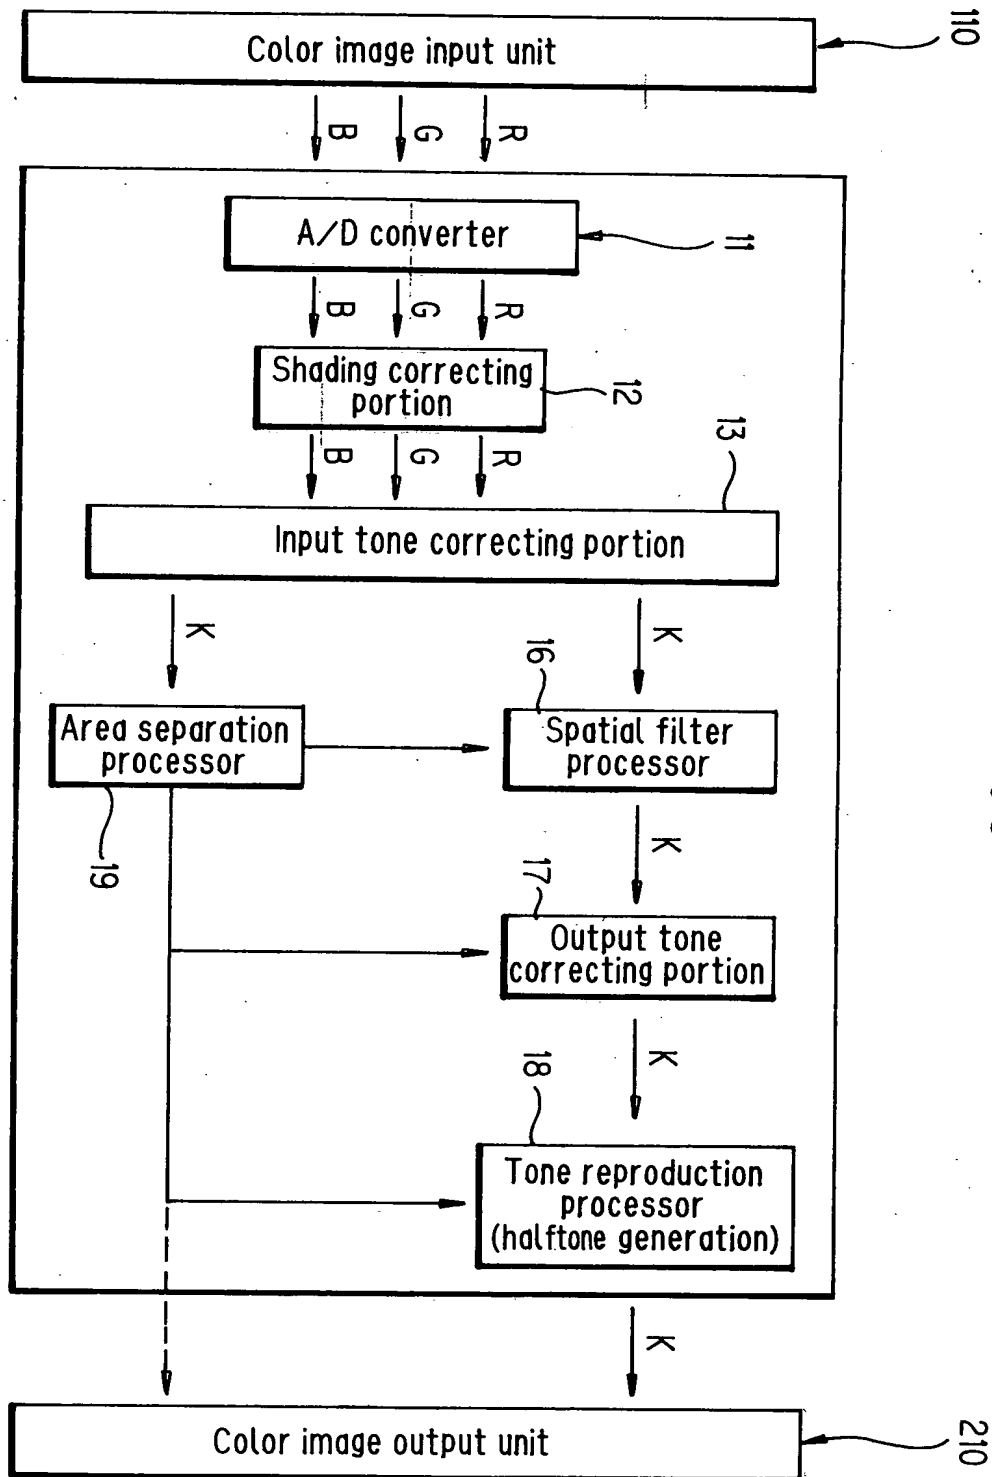 110
Color image input unit
B G R
A/D converter
11
B G R
Shading correcting
portion
12
B G R
13
Input tone correcting portion
K
K
16
Area separation
processor
19
Spatial filter
processor
K
17
Output tone
correcting portion
K
18
Tone reproduction
processor
(halftone generation)
K
Color image output unit
210